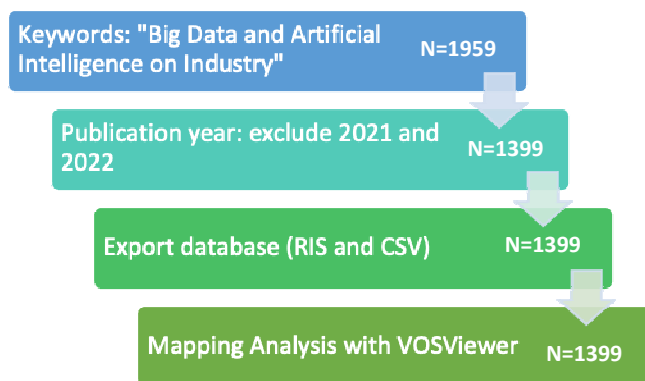 Keywords: "Big Data and Artificial
Intelligence on Industry"
N=1959
Publication year: exclude 2021 and
2022
N=1399
Export database (RIS and CSV)
N=1399
Mapping Analysis with VOSViewer
N=1399